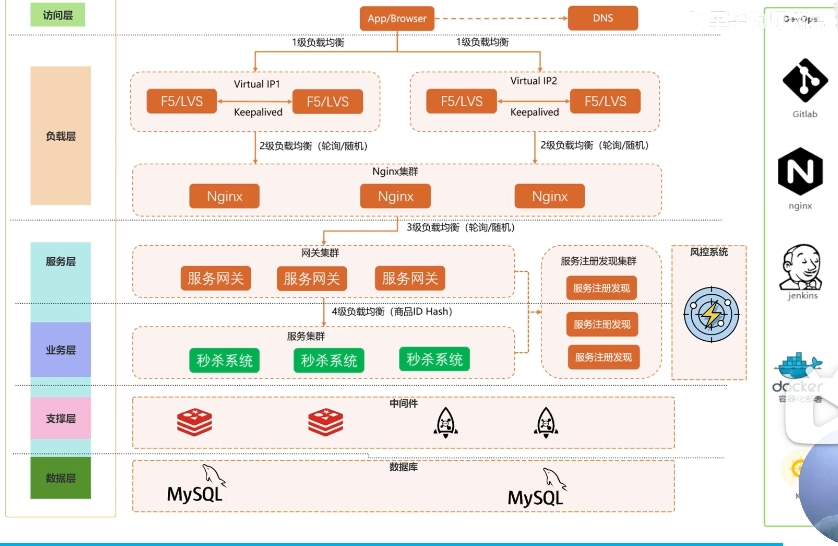 访问层
App/Browser
DNS
DevOps
1级负载均衡
1级负载均衡
负载层
Virtual IP1
F5/LVS
F5/LVS
Keepalived
Virtual IP2
F5/LVS
F5/LVS
Keepalived
Gitlab
2级负载均衡（轮询/随机）
2级负载均衡（轮询/随机）
Nginx集群
Nginx
Nginx
Nginx
nginx
3级负载均衡（轮询/随机）
服务层
网关集群
服务网关
服务网关
服务网关
服务注册发现集群
服务注册发现
服务注册发现
服务注册发现
风控系统
jenkins
4级负载均衡（商品ID Hash）
业务层
服务集群
秒杀系统
秒杀系统
秒杀系统
docker
容器化部署
支撑层
中间件
数据层
数据库
MySQL
MySQL